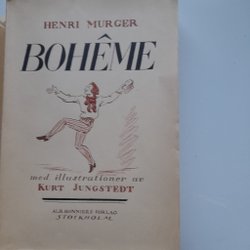 HENRI MURGER
BOHÊME
med illustrationer av
KURT JUNGSTEDT
ALB. BONNIERS FÖRLAG
STOCKHOLM